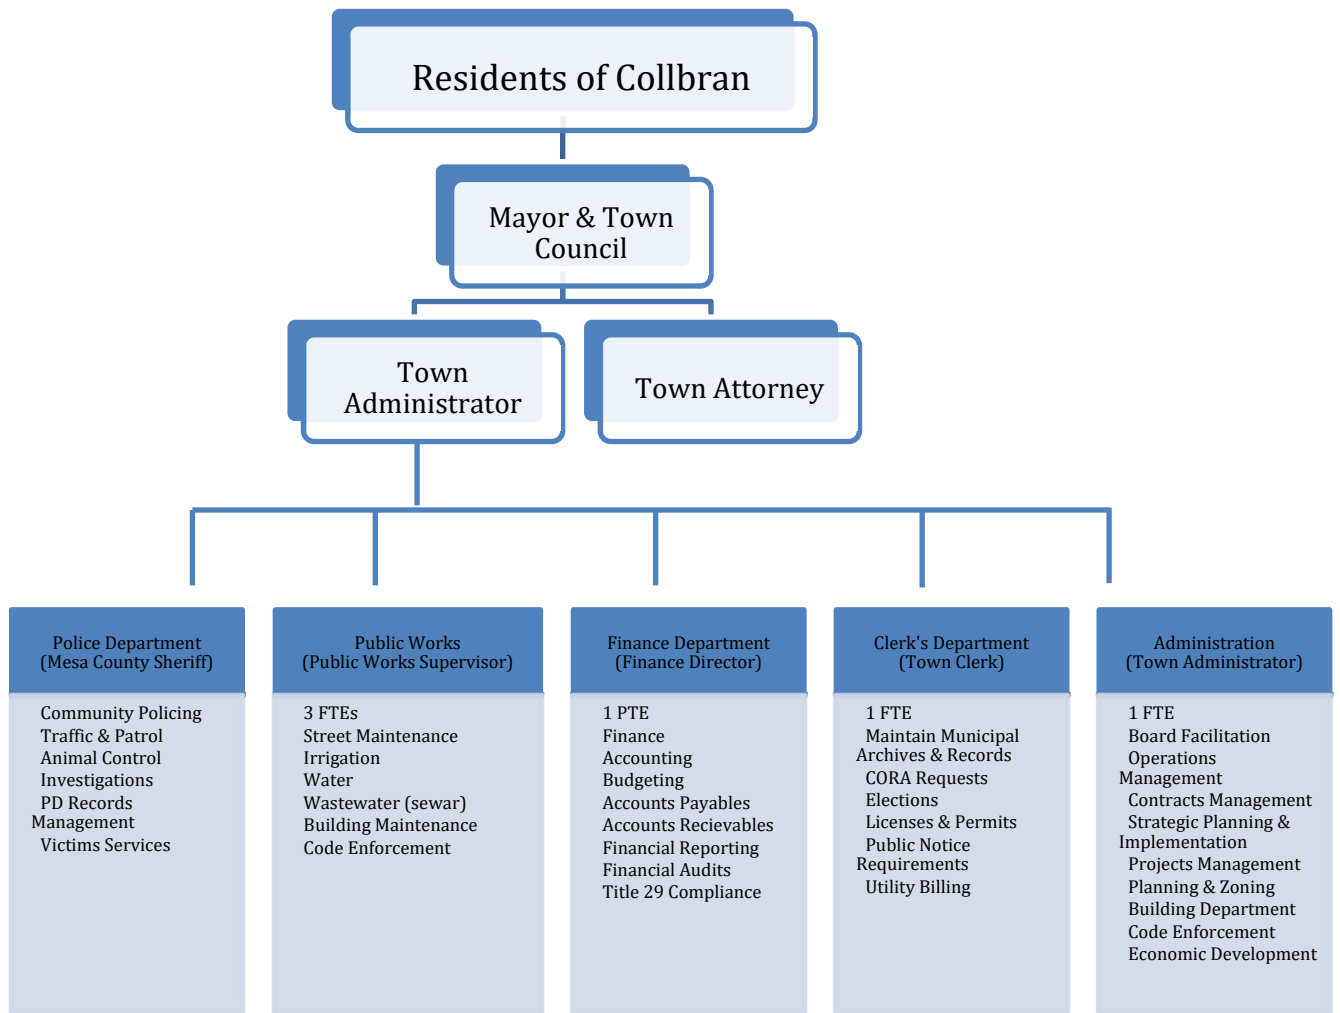 Residents of Collbran
Mayor & Town
Council
Town
Administrator
Town Attorney
Police Department
(Mesa County Sheriff)
Community Policing
Traffic & Patrol
Animal Control
Investigations
PD Records
Management
Victims Services
Public Works
(Public Works Supervisor)
3 FTEs
Street Maintenance
Irrigation
Water
Wastewater (sewar)
Building Maintenance
Code Enforcement
Finance Department
(Finance Director)
1 PTE
Finance
Accounting
Budgeting
Accounts Payables
Accounts Recievables
Financial Reporting
Financial Audits
Title 29 Compliance
Clerk's Department
(Town Clerk)
1 FTE
Maintain Municipal
Archives & Records
CORA Requests
Elections
Licenses & Permits
Public Notice
Requirements
Utility Billing
Administration
(Town Administrator)
1 FTE
Board Facilitation
Operations
Management
Contracts Management
Strategic Planning &
Implementation
Projects Management
Planning & Zoning
Building Department
Code Enforcement
Economic Development